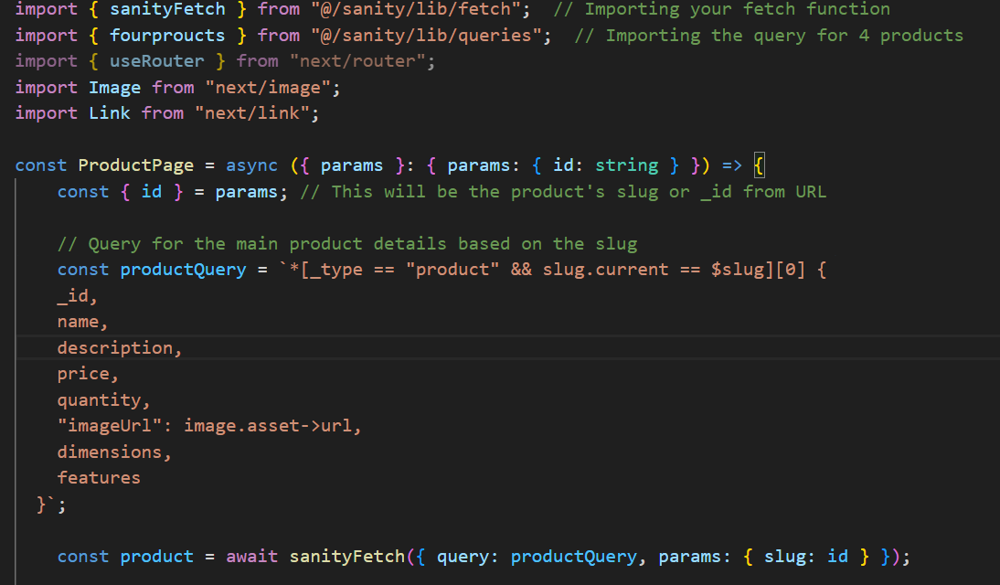 import { sanityFetch } from "@/sanity/lib/fetch";  // Importing your fetch function
import { fourproucts } from "@/sanity/lib/queries";  // Importing the query for 4 products
import { useRouter } from "next/router";
import Image from "next/image";
import Link from "next/link";
const ProductPage = async ({ params }: { params: { id: string } }) => {
const { id } = params; // This will be the product's slug or _id from URL
// Query for the main product details based on the slug
const productQuery = `*[_type == "product" && slug.current == $slug][0] {
_id,
name,
description,
price,
quantity,
"imageUrl": image.asset->url,
dimensions,
features
}`;
const product = await sanityFetch({ query: productQuery, params: { slug: id } });